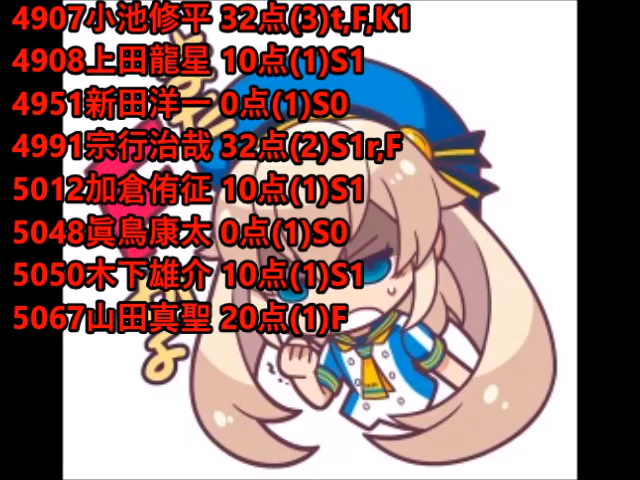 4907小池修平 32点(3)t,F,K1
4908上田龍星 10点(1)S1
4951新田洋一 0点(1)S0
4991宗行治哉 32点(2)S1r,F
5012加倉侑征 10点(1)S1
5048眞鳥康太 0点(1)S0
5050木下雄介 10点(1)S1
5067山田真聖 20点(1)F